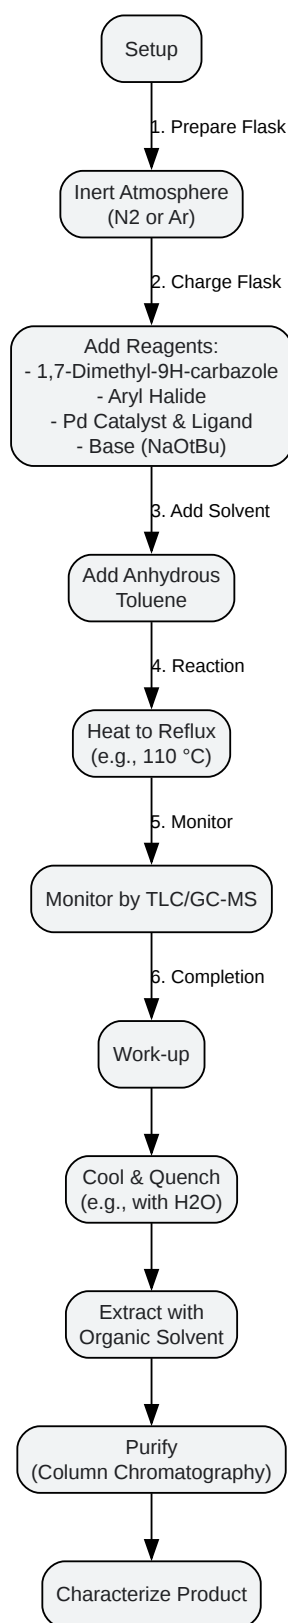 Setup
1. Prepare Flask
Inert Atmosphere
(N2 or Ar)
2. Charge Flask
Add Reagents:
- 1,7-Dimethyl-9H-carbazole
- Aryl Halide
- Pd Catalyst & Ligand
- Base (NaOtBu)
3. Add Solvent
Add Anhydrous
Toluene
4. Reaction
Heat to Reflux
(e.g., 110 °C)
5. Monitor
Monitor by TLC/GC-MS
6. Completion
Work-up
Cool & Quench
(e.g., with H2O)
Extract with
Organic Solvent
Purify
(Column Chromatography)
Characterize Product